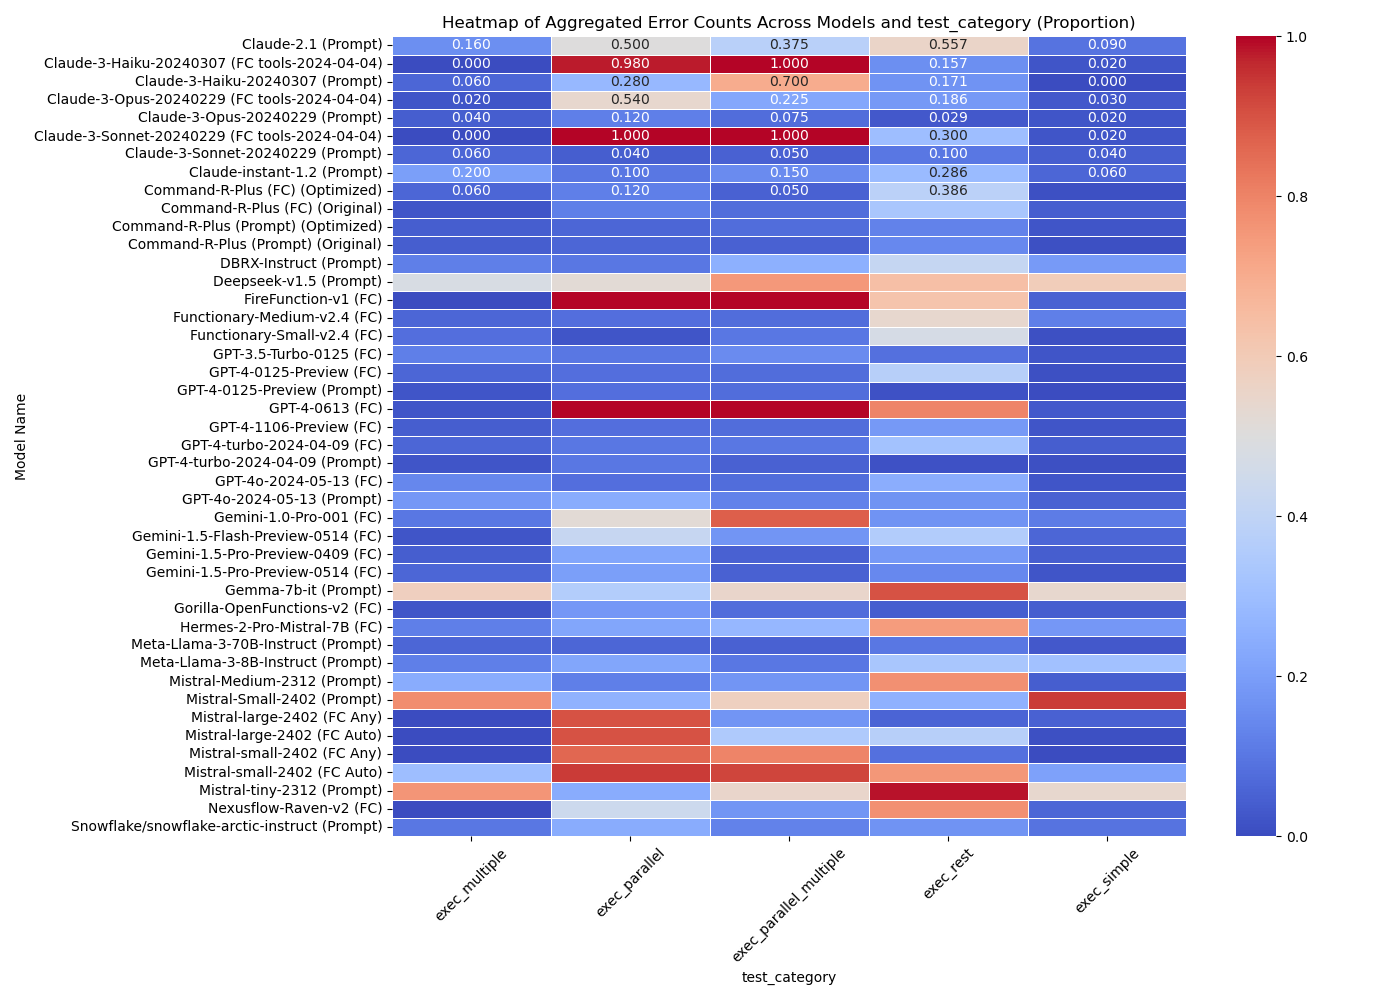 Heatmap of Aggregated Error Counts Across Models and test_category (Proportion)
Model Name
Claude-2.1 (Prompt) 0.160 0.500 0.375 0.557 0.090
Claude-3-Haiku-20240307 (FC tools-2024-04-04) 0.000 0.980 1.000 0.157 0.020
Claude-3-Haiku-20240307 (Prompt) 0.060 0.280 0.700 0.171 0.000
Claude-3-Opus-20240229 (FC tools-2024-04-04) 0.020 0.540 0.225 0.186 0.030
Claude-3-Opus-20240229 (Prompt) 0.040 0.120 0.075 0.029 0.020
Claude-3-Sonnet-20240229 (FC tools-2024-04-04) 0.000 1.000 1.000 0.300 0.020
Claude-3-Sonnet-20240229 (Prompt) 0.060 0.040 0.050 0.100 0.040
Claude-instant-1.2 (Prompt) 0.200 0.100 0.150 0.286 0.060
Command-R-Plus (FC) (Optimized) 0.060 0.120 0.050 0.386
Command-R-Plus (FC) (Original)
Command-R-Plus (Prompt) (Optimized)
Command-R-Plus (Prompt) (Original)
DBRX-Instruct (Prompt)
Deepseek-v1.5 (Prompt)
FireFunction-v1 (FC)
Functionary-Medium-v2.4 (FC)
Functionary-Small-v2.4 (FC)
GPT-3.5-Turbo-0125 (FC)
GPT-4-0125-Preview (FC)
GPT-4-0125-Preview (Prompt)
GPT-4-0613 (FC)
GPT-4-1106-Preview (FC)
GPT-4-turbo-2024-04-09 (FC)
GPT-4-turbo-2024-04-09 (Prompt)
GPT-4o-2024-05-13 (FC)
GPT-4o-2024-05-13 (Prompt)
Gemini-1.0-Pro-001 (FC)
Gemini-1.5-Flash-Preview-0514 (FC)
Gemini-1.5-Pro-Preview-0409 (FC)
Gemini-1.5-Pro-Preview-0514 (FC)
Gemma-7b-it (Prompt)
Gorilla-OpenFunctions-v2 (FC)
Hermes-2-Pro-Mistral-7B (FC)
Meta-Llama-3-70B-Instruct (Prompt)
Meta-Llama-3-8B-Instruct (Prompt)
Mistral-Medium-2312 (Prompt)
Mistral-Small-2402 (Prompt)
Mistral-large-2402 (FC Any)
Mistral-large-2402 (FC Auto)
Mistral-small-2402 (FC Any)
Mistral-small-2402 (FC Auto)
Mistral-tiny-2312 (Prompt)
Nexusflow-Raven-v2 (FC)
Snowflake/snowflake-arctic-instruct (Prompt)
exec_multiple exec_parallel exec_parallel_multiple exec_rest exec_simple
test_category
1.0
0.8
0.6
0.4
0.2
0.0